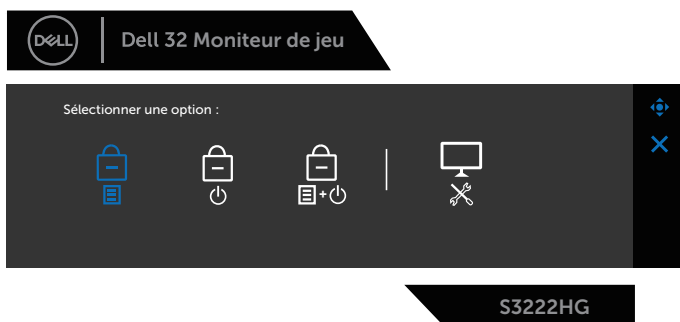 DELL
Dell 32 Moniteur de jeu
Sélectionner une option :
S3222HG